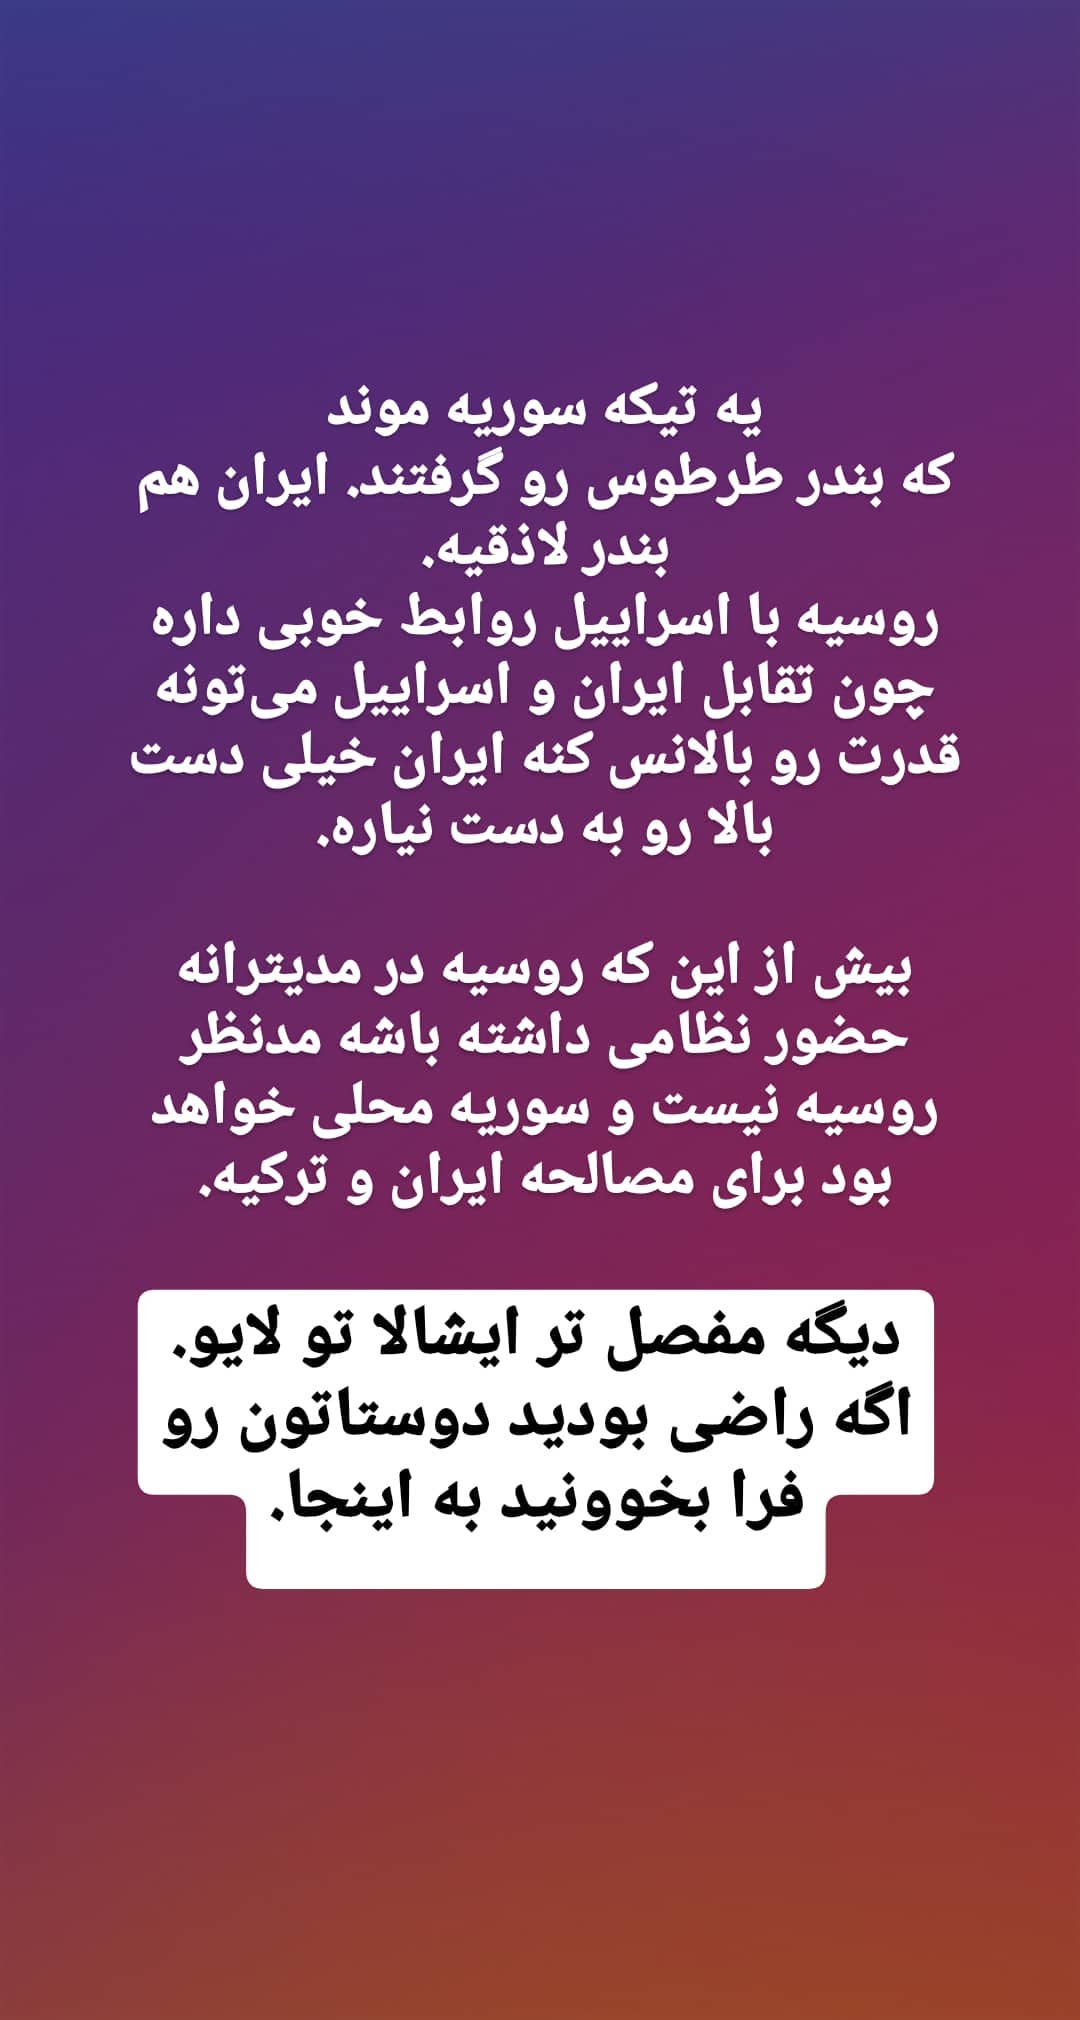 یه تیکه سوریه موند
که بندر طرطوس رو گرفتند. ایران هم
بندر لاذقیه.
روسیه با اسراییل روابط خوبی داره
چون تقابل ایران و اسراییل می‌تونه
قدرت رو بالانس کنه ایران خیلی دست
بالا رو به دست نیاره.
بیش از این که روسیه در مدیترانه
حضور نظامی داشته باشه مدنظر
روسیه نیست و سوریه محلی خواهد
بود برای مصالحه ایران و ترکیه.
دیگه مفصل تر ایشالا تو لایو.
اگه راضی بودید دوستاتون رو
فرا بخوونید به اینجا.